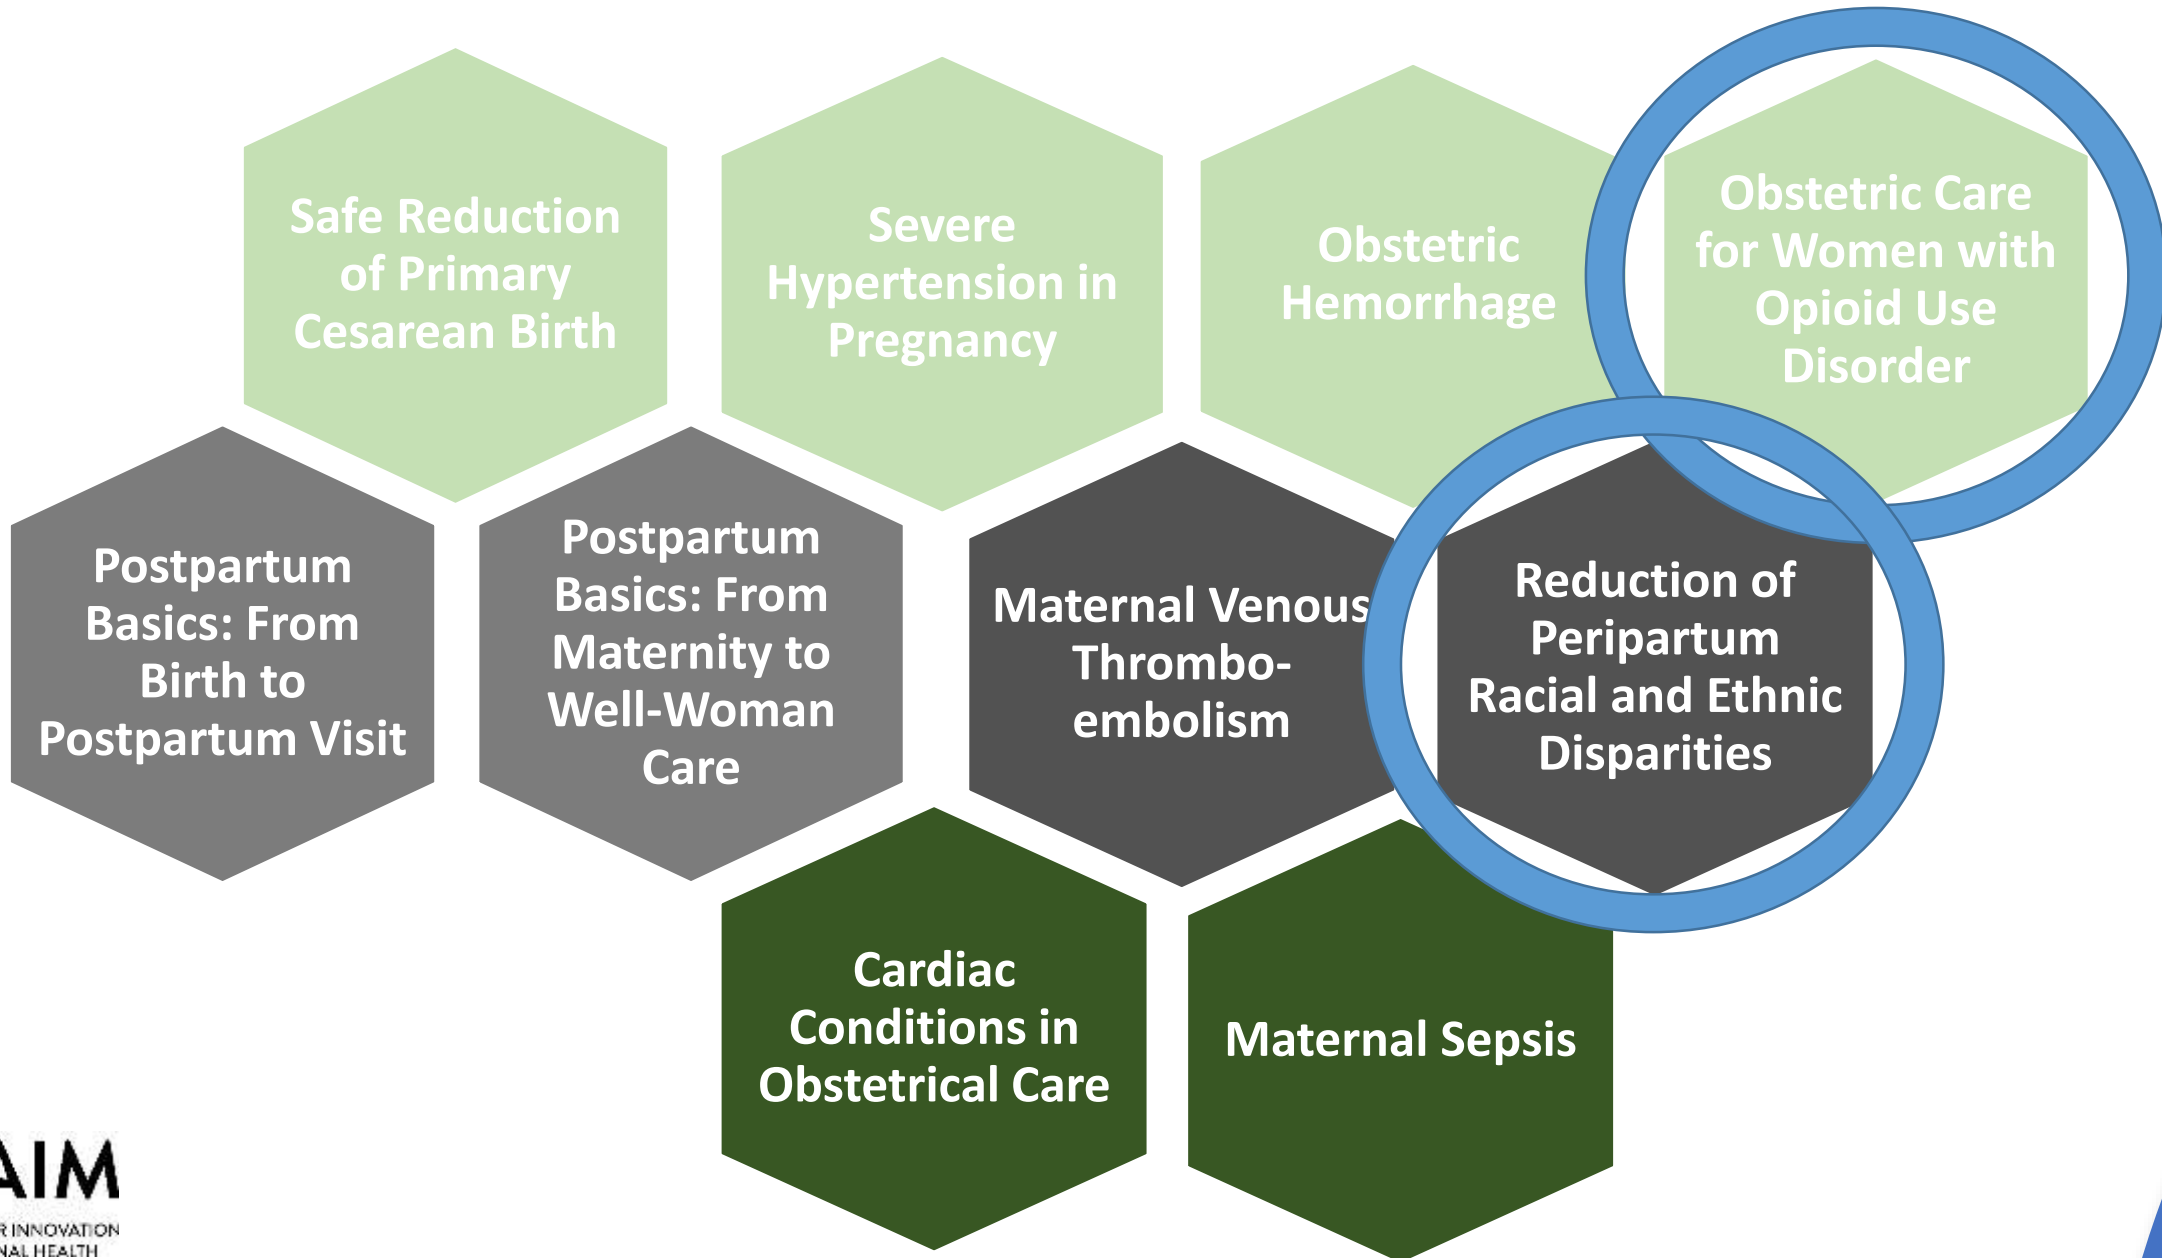 Safe Reduction
of Primary
Cesarean Birth
Severe
Hypertension in
Pregnancy
Obstetric
Hemorrhage
Obstetric Care
for Women with
Opioid Use
Disorder
Postpartum
Basics: From
Birth to
Postpartum Visit
Postpartum
Basics: From
Maternity to
Well-Woman
Care
Maternal Venous
Thrombo-
embolism
Reduction of
Peripartum
Racial and Ethnic
Disparities
Cardiac
Conditions in
Obstetrical Care
Maternal Sepsis
AIM
R INNOVATION
NAL HEALTH